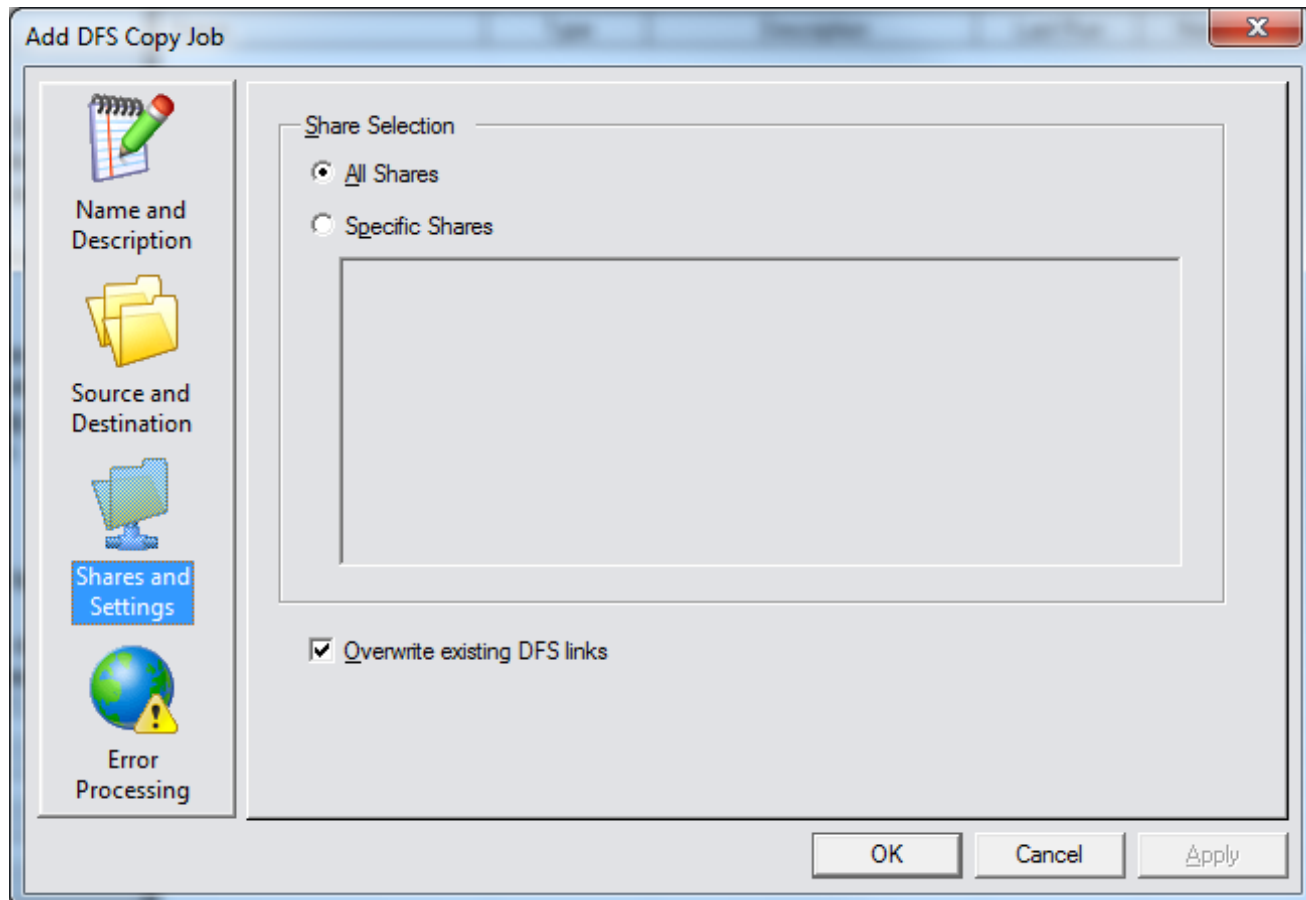 Add DFS Copy Job
Name and
Description
Source and
Destination
Shares and
Settings
Error
Processing
Share Selection
All Shares
Specific Shares
Overwrite existing DFS links
OK
Cancel
Apply